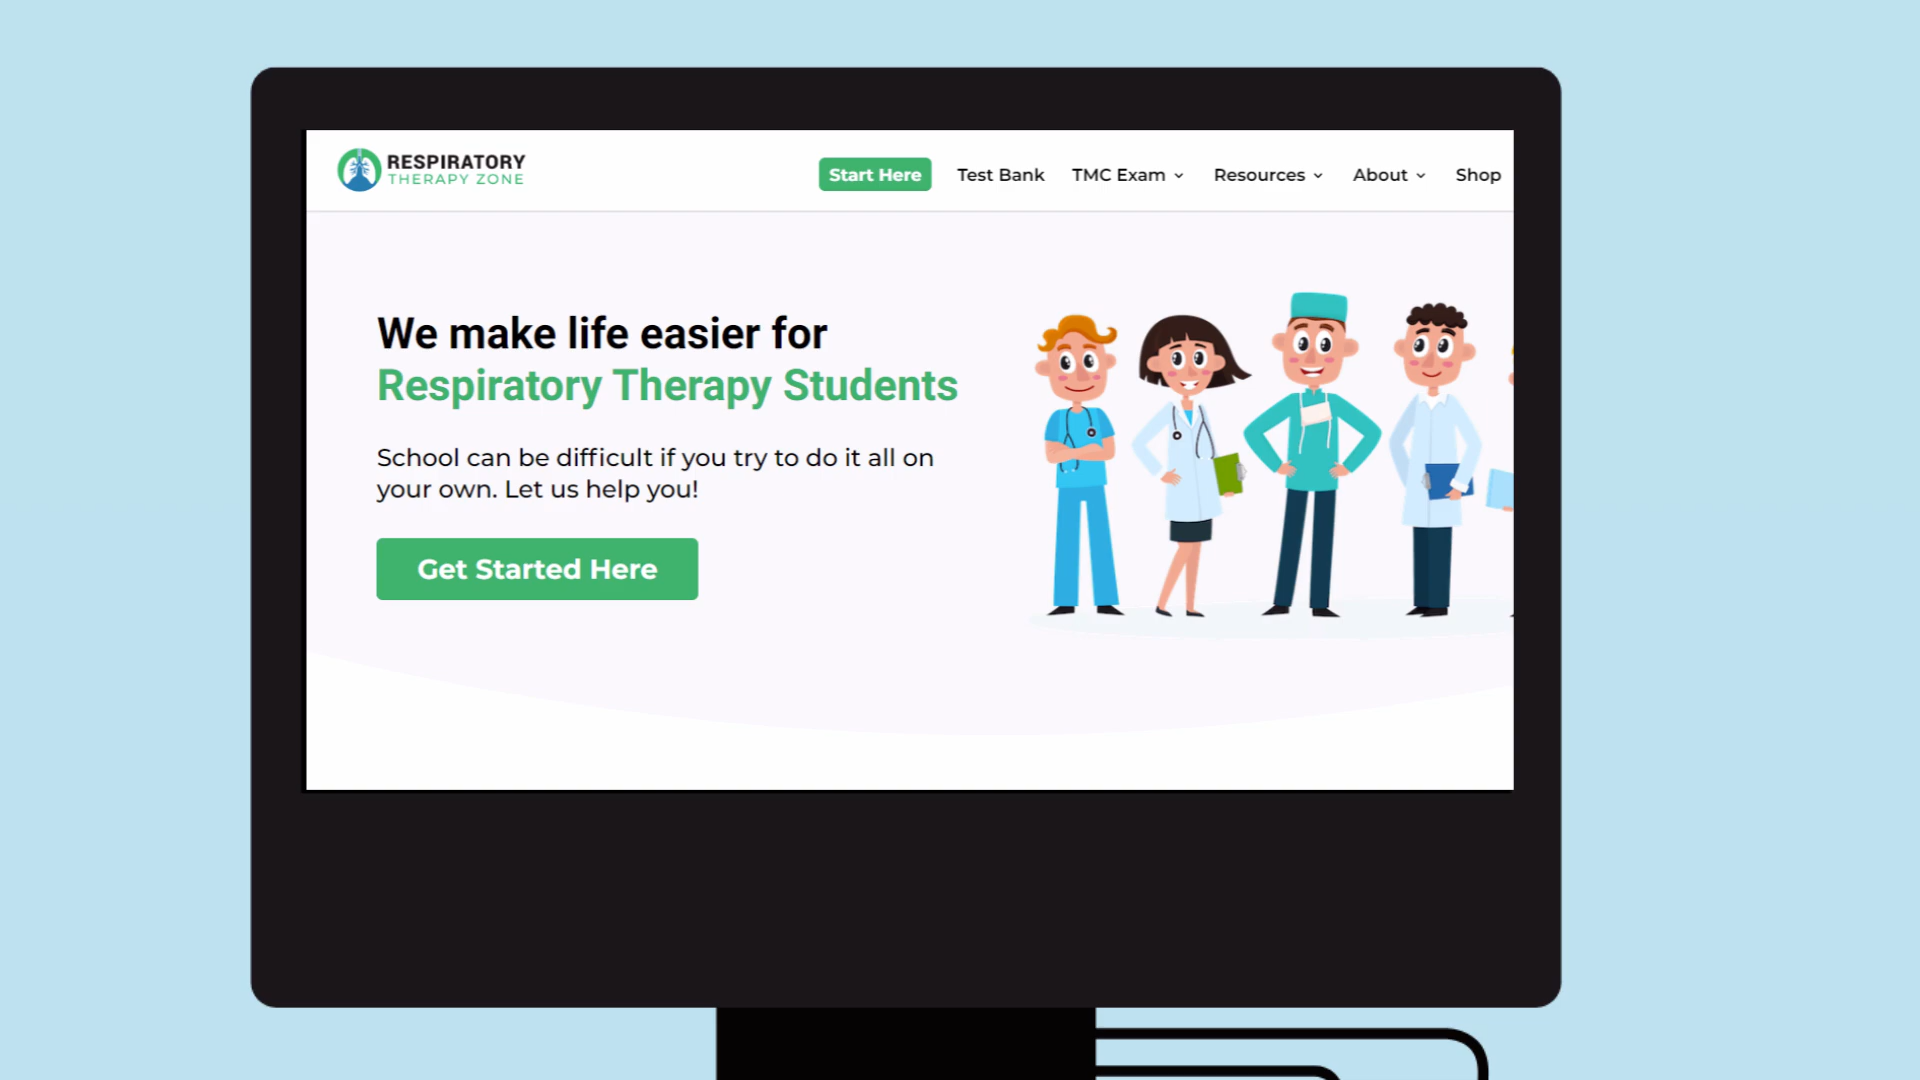 RESPIRATORY
THERAPY ZONE
Start Here
Test Bank
TMC Exam
Resources
About
Shop
We make life easier for
Respiratory Therapy Students
School can be difficult if you try to do it all on
your own. Let us help you!
Get Started Here